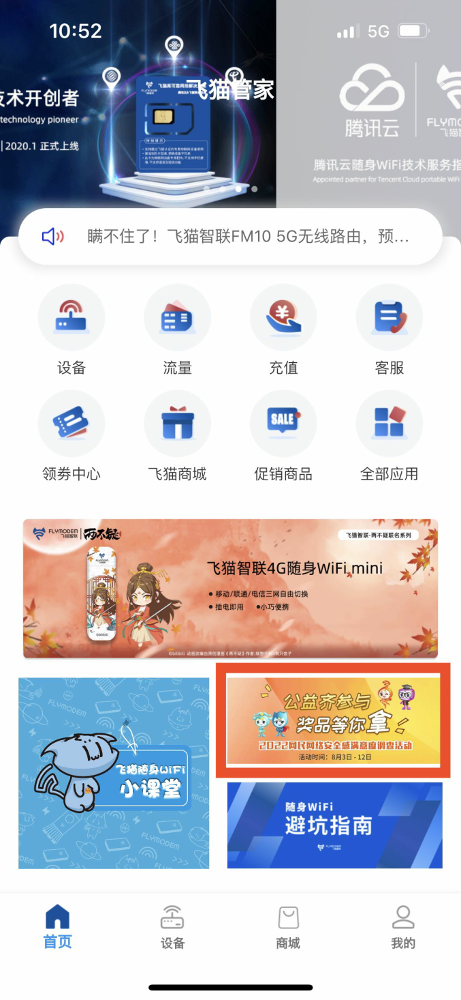 10:52
5G
技术开创者
technology pioneer
2020.1 正式上线
飞猫管家
腾讯云
FLYMO
腾讯云随身WiFi技术服务指
Appointed partner for Tencent Cloud portable WiFi
瞒不住了！飞猫智联FM10 5G无线路由，预...
设备
流量
充值
客服
SALE
领券中心
飞猫商城
促销商品
全部应用
FLYMODEM
飞猫智联
两不疑
飞猫智联·两不疑联名系列
飞猫智联4G随身WiFi mini
移动/联通/电信三网自由切换
插电即用
小巧便携
©bilibili
FLYMODEM
飞猫随身WiFi
小课堂
公益齐参与
奖品等你拿
2022网民网络安全感满意度调查活动
活动时间：8月3日 - 12日
随身WiFi
避坑指南
FLYMODEM
首页
设备
商城
我的